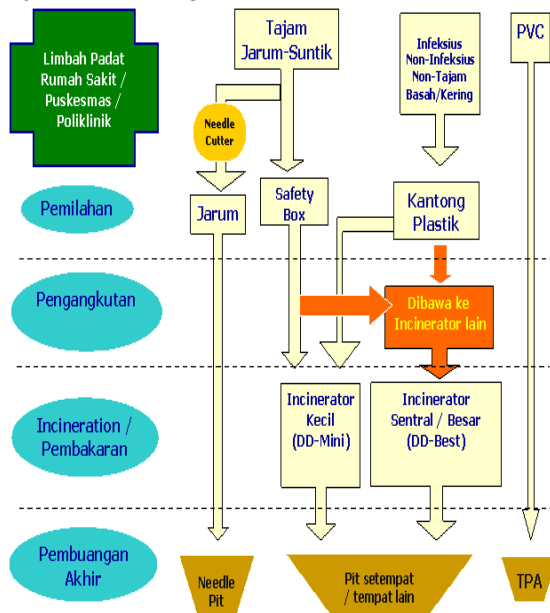 Limbah Padat
Rumah Sakit /
Puskesmas /
Poliklinik
Tajam
Jarum-Suntik
Infeksius
Non-Infeksius
Non-Tajam
Basah/Kering
PVC
Needle
Cutter
Pemilahan
Jarum
Safety
Box
Kantong
Plastik
Pengangkutan
Dibawa ke
Incinerator lain
Incineration /
Pembakaran
Incinerator
Kecil
(DD-Mini)
Incinerator
Sentral / Besar
(DD-Best)
Pembuangan
Akhir
Needle
Pit
Pit setempat
/ tempat lain
TPA